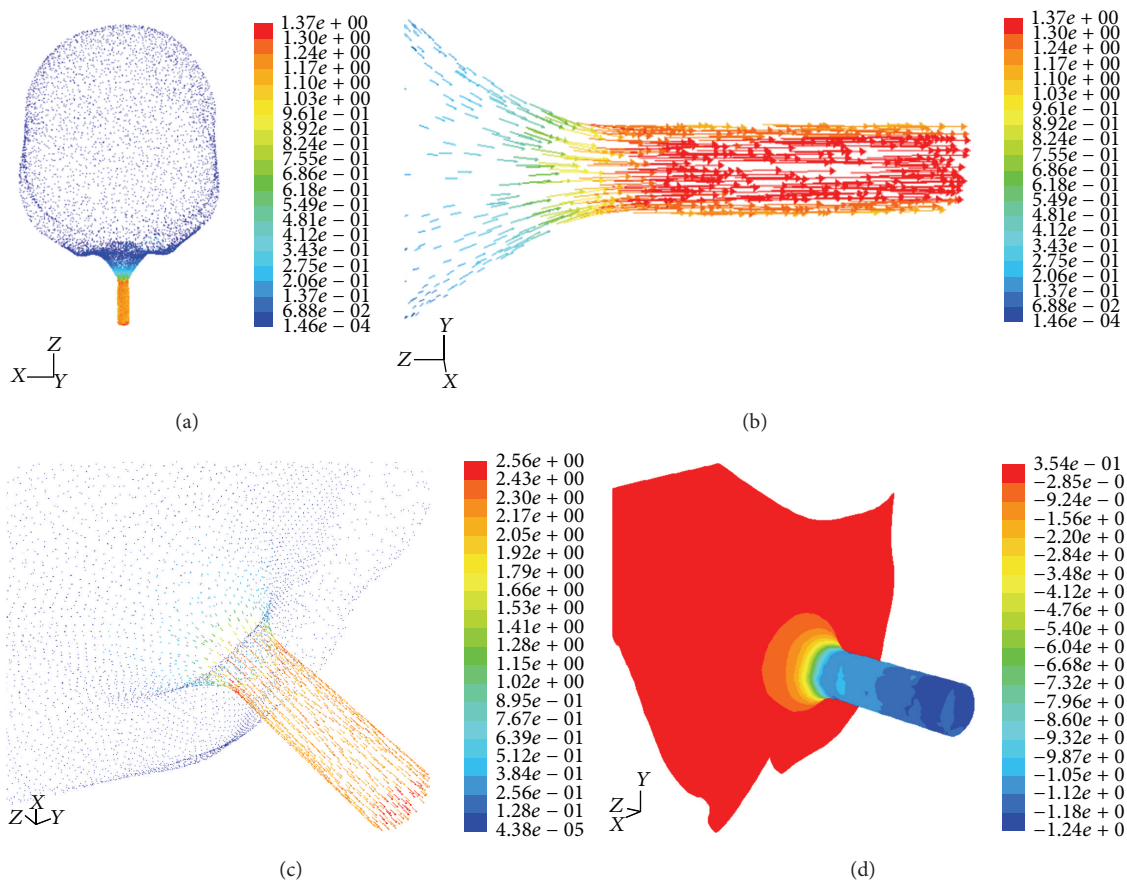 1.37e + 00
1.30e + 00
1.24e + 00
1.17e + 00
1.10e + 00
1.03e + 00
9.61e − 01
8.92e − 01
8.24e − 01
7.55e − 01
6.86e − 01
6.18e − 01
5.49e − 01
4.81e − 01
4.12e − 01
3.43e − 01
2.75e − 01
2.06e − 01
1.37e − 01
6.88e − 02
1.46e − 04
Z
X
Y
(a)
1.37e + 00
1.30e + 00
1.24e + 00
1.17e + 00
1.10e + 00
1.03e + 00
9.61e − 01
8.92e − 01
8.24e − 01
7.55e − 01
6.86e − 01
6.18e − 01
5.49e − 01
4.81e − 01
4.12e − 01
3.43e − 01
2.75e − 01
2.06e − 01
1.37e − 01
6.88e − 02
1.46e − 04
Y
Z
X
(b)
2.56e + 00
2.43e + 00
2.30e + 00
2.17e + 00
2.05e + 00
1.92e + 00
1.79e + 00
1.66e + 00
1.53e + 00
1.41e + 00
1.28e + 00
1.15e + 00
1.02e + 00
8.95e − 01
7.67e − 01
6.39e − 01
5.12e − 01
3.84e − 01
2.56e − 01
1.28e − 01
4.38e − 05
X
Z
Y
(c)
3.54e − 01
−2.85e − 0
−9.24e − 0
−1.56e + 0
−2.20e + 0
−2.84e + 0
−3.48e + 0
−4.12e + 0
−4.76e + 0
−5.40e + 0
−6.04e + 0
−6.68e + 0
−7.32e + 0
−7.96e + 0
−8.60e + 0
−9.32e + 0
−9.87e + 0
−1.05e + 0
−1.12e + 0
−1.18e + 0
−1.24e + 0
Y
Z
X
(d)